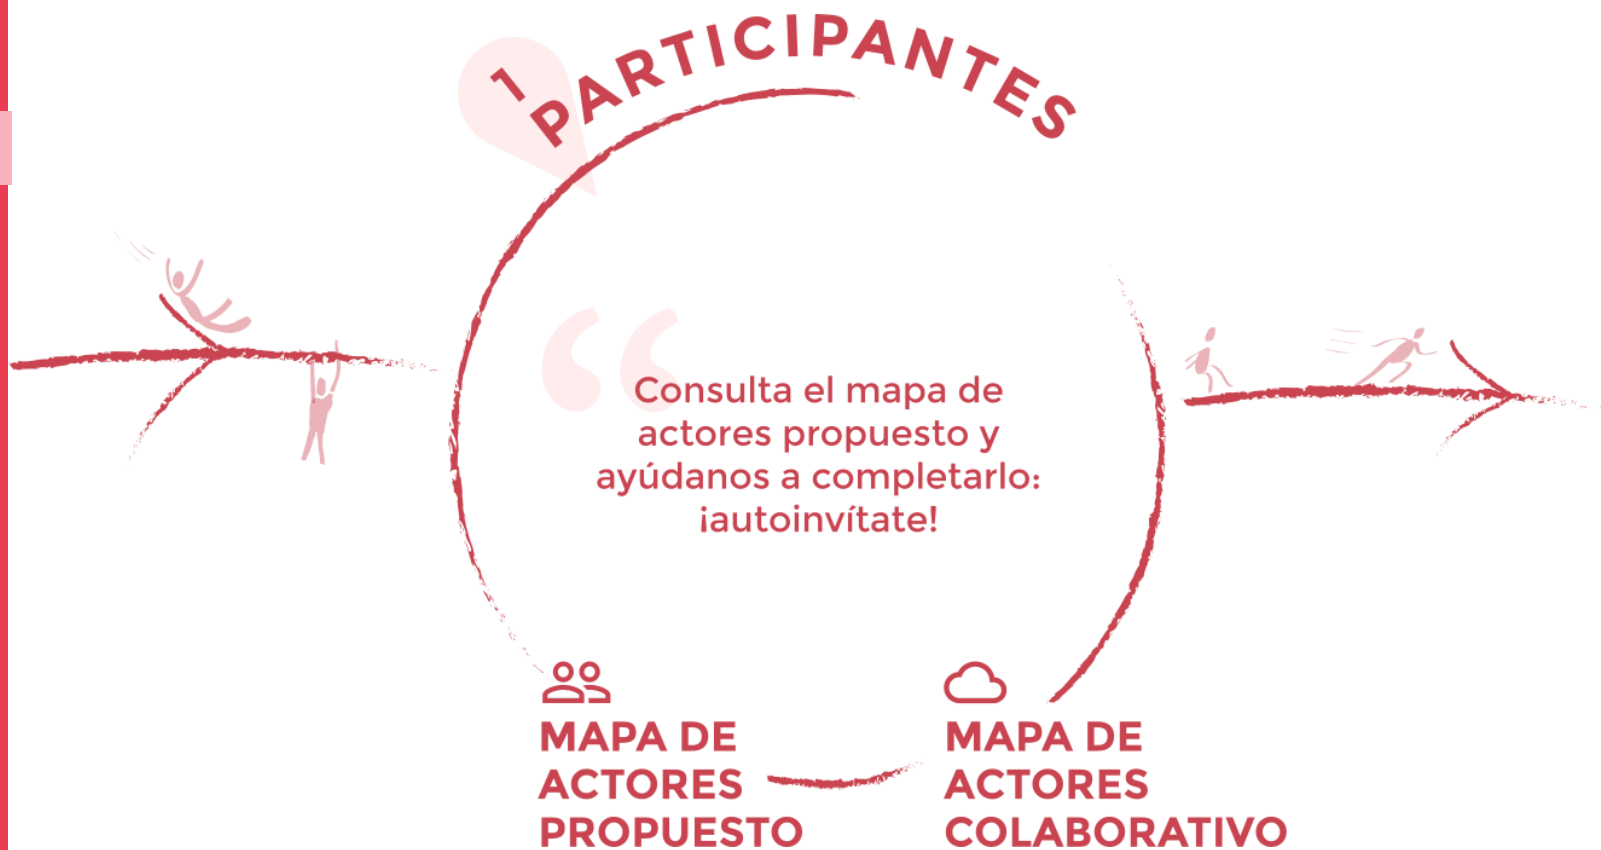 1 PARTICIPANTES
Consulta el mapa de
actores propuesto y
ayúdanos a completarlo:
¡autoinvítate!
MAPA DE
ACTORES
PROPUESTO
MAPA DE
ACTORES
COLABORATIVO